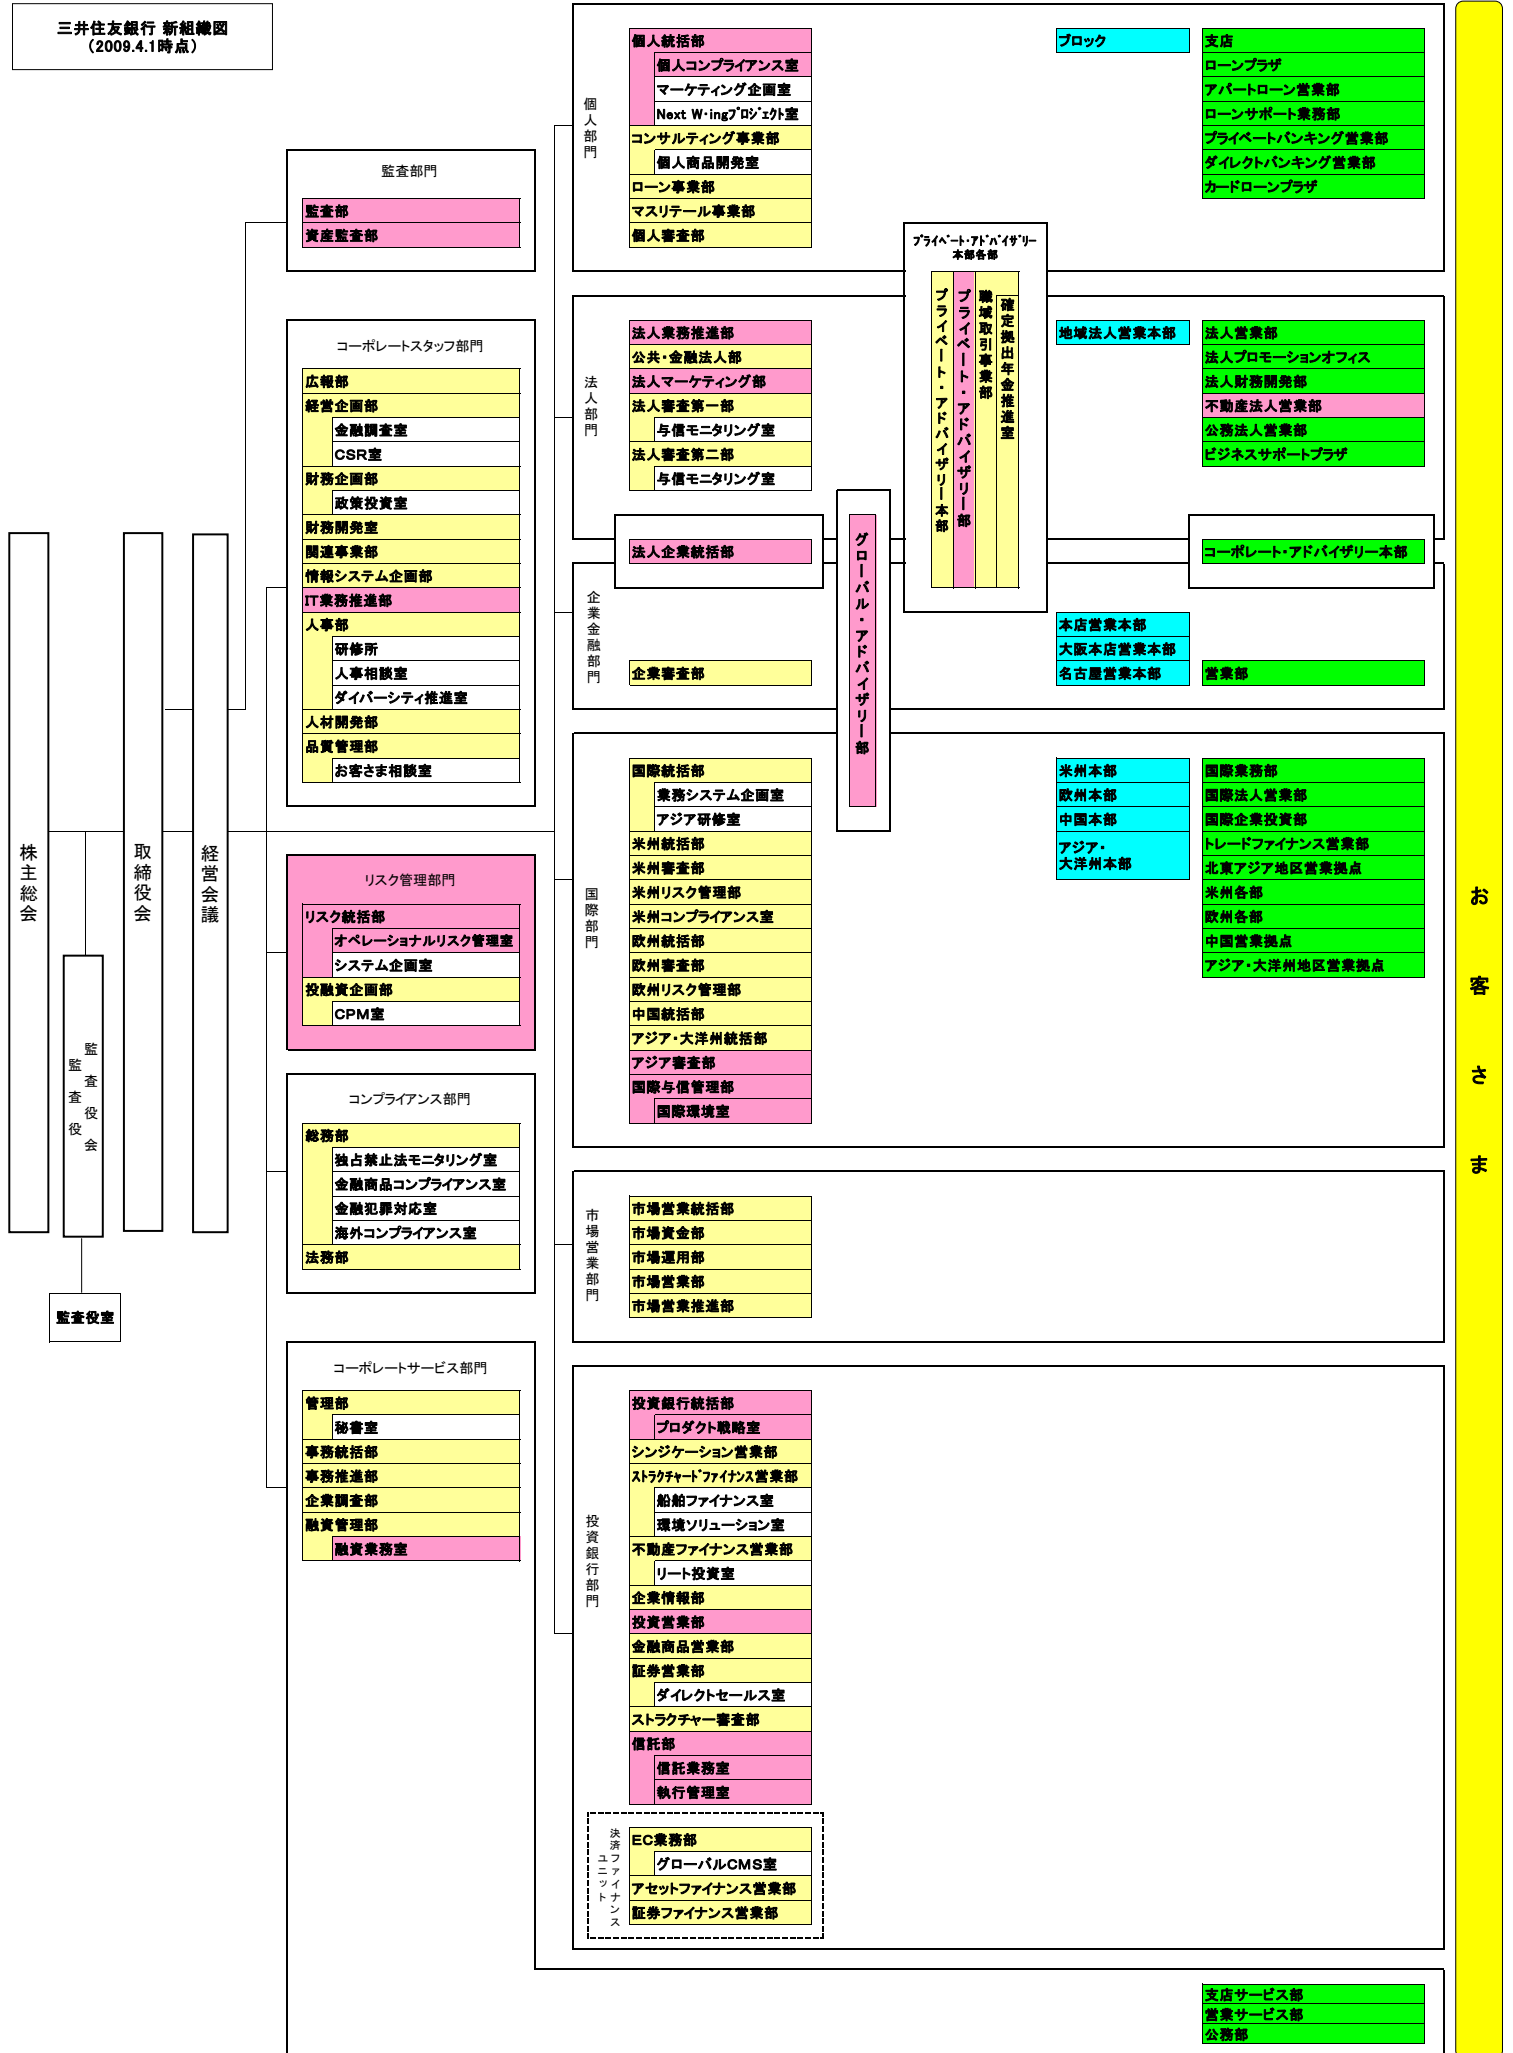 三井住友銀行 新組織図
(2009.4.1時点)
株主総会
監査役会
監査役
監査役室
取締役会
経営会議
監査部門
監査部
資産監査部
コーポレートスタッフ部門
広報部
経営企画部
金融調査室
CSR室
財務企画部
政策投資室
財務開発室
関連事業部
情報システム企画部
IT業務推進部
人事部
研修所
人事相談室
ダイバーシティ推進室
人材開発部
品質管理部
お客さま相談室
リスク管理部門
リスク統括部
オペレーショナルリスク管理室
システム企画室
投融資企画部
CPM室
コンプライアンス部門
総務部
独占禁止法モニタリング室
金融商品コンプライアンス室
金融犯罪対応室
海外コンプライアンス室
法務部
コーポレートサービス部門
管理部
秘書室
事務統括部
事務推進部
企業調査部
融資管理部
融資業務室
個人部門
個人統括部
個人コンプライアンス室
マーケティング企画室
Next W・ingプロジェクト室
コンサルティング事業部
個人商品開発室
ローン事業部
マスリテール事業部
個人審査部
ブロック
支店
ローンプラザ
アパートローン営業部
ローンサポート業務部
プライベートバンキング営業部
ダイレクトバンキング営業部
カードローンプラザ
プライベート・アドバイザリー
本部各部
プライベート・アドバイザリー本部
プライベート・アドバイザリー部
職域取引事業部
確定拠出年金推進室
法人部門
法人業務推進部
公共・金融法人部
法人マーケティング部
法人審査第一部
与信モニタリング室
法人審査第二部
与信モニタリング室
地域法人営業本部
法人営業部
法人プロモーションオフィス
法人財務開発部
不動産法人営業部
公務法人営業部
ビジネスサポートプラザ
法人企業統括部
グローバル・アドバイザリー部
コーポレート・アドバイザリー本部
企業金融部門
企業審査部
本店営業本部
大阪本店営業本部
名古屋営業本部
営業部
国際部門
国際統括部
業務システム企画室
アジア研修室
米州統括部
米州審査部
米州リスク管理部
米州コンプライアンス室
欧州統括部
欧州審査部
欧州リスク管理部
中国統括部
アジア・大洋州統括部
アジア審査部
国際与信管理部
国際環境室
米州本部
欧州本部
中国本部
アジア・
大洋州本部
国際業務部
国際法人営業部
国際企業投資部
トレードファイナンス営業部
北東アジア地区営業拠点
米州各部
欧州各部
中国営業拠点
アジア・大洋州地区営業拠点
市場営業部門
市場営業統括部
市場資金部
市場運用部
市場営業部
市場営業推進部
投資銀行部門
投資銀行統括部
プロダクト戦略室
シンジケーション営業部
ストラクチャードファイナンス営業部
船舶ファイナンス室
環境ソリューション室
不動産ファイナンス営業部
リート投資室
企業情報部
投資営業部
金融商品営業部
証券営業部
ダイレクトセールス室
ストラクチャー審査部
信託部
信託業務室
執行管理室
決済ファイナンス
ユニット
EC業務部
グローバルCMS室
アセットファイナンス営業部
証券ファイナンス営業部
支店サービス部
営業サービス部
公務部
お客さま